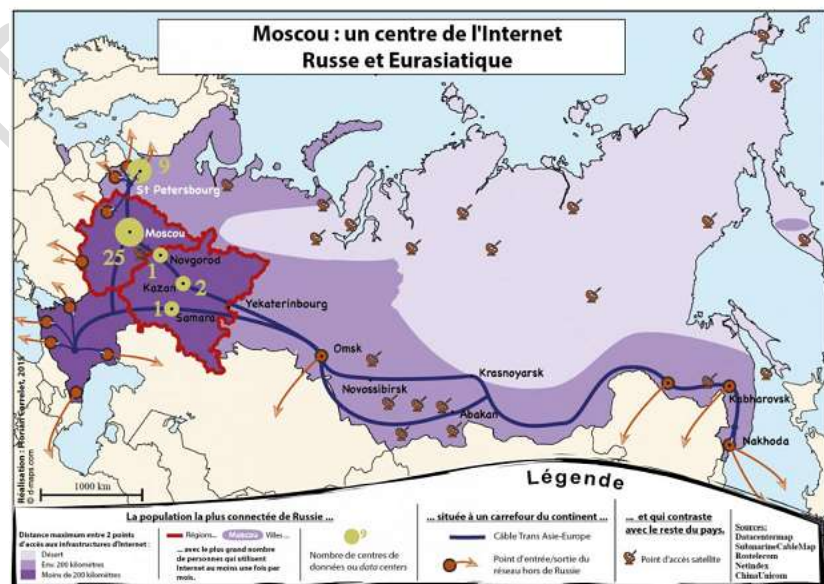 Moscou : un centre de l'Internet
Russe et Eurasiatique
9
St Petersbourg
Moscou
25
1
Novgorod
Kazan
2
Yekaterinbourg
1
Samara
Omsk
Krasnoyarsk
Novossibirsk
Abakan
Kabharovsk
Nakhoda
1000 km
© d-maps.com
Légende
La population la plus connectée de Russie ...
Distance maximum entre 2 points
d'accès aux infrastructures d'Internet :
Désert
Env. 200 kilomètres
Moins de 200 kilomètres
Régions...
Moscou
Villes ...
... avec le plus grand nombre
de personnes qui utilisent
Internet au moins une fois par
mois.
9
Nombre de centres de
données ou data centers
... située à un carrefour du continent ...
Câble Trans Asie-Europe
Point d'entrée/sortie du
réseau hors de Russie
... et qui contraste
avec le reste du pays.
Point d'accès satellite
Sources:
Datacentermap
SubmarineCableMap
Rostelecom
Netindex
ChinaUnicom